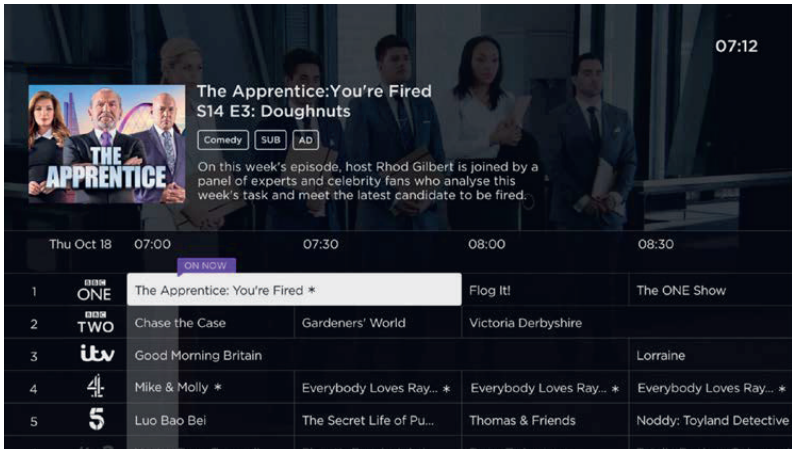 07:12
The Apprentice:You're Fired
S14 E3: Doughnuts
Comedy SUB AD
On this week's episode, host Rhod Gilbert is joined by a
panel of experts and celebrity fans who analyse this
week's task and meet the latest candidate to be fired.
THE
APPRENTICE
Thu Oct 18 07:00 07:30 08:00 08:30
ON NOW
1 BBC ONE The Apprentice: You're Fired * Flog It! The ONE Show
2 BBC TWO Chase the Case Gardeners' World Victoria Derbyshire
3 itv Good Morning Britain Lorraine
4 4 Mike & Molly * Everybody Loves Ray... * Everybody Loves Ray... * Everybody Loves Ray... *
5 5 Luo Bao Bei The Secret Life of Pu... Thomas & Friends Noddy: Toyland Detective